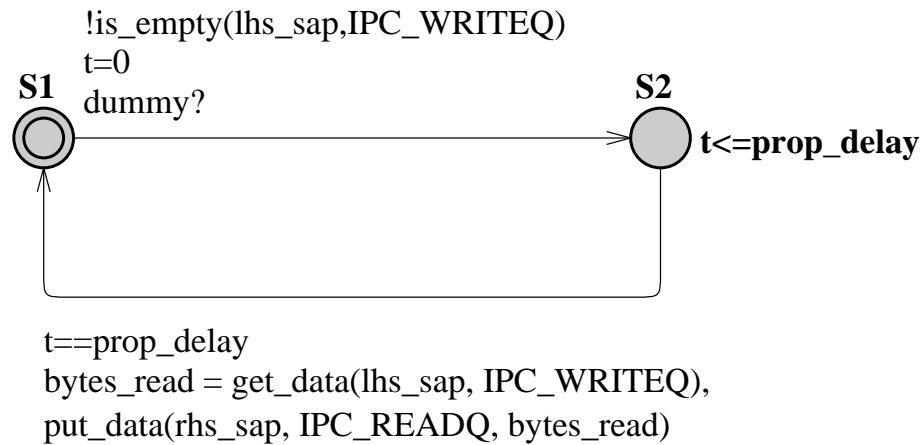 !is_empty(lhs_sap,IPC_WRITEQ)
t=0
dummy?
S1
S2
t<=prop_delay
t==prop_delay
bytes_read = get_data(lhs_sap, IPC_WRITEQ),
put_data(rhs_sap, IPC_READQ, bytes_read)